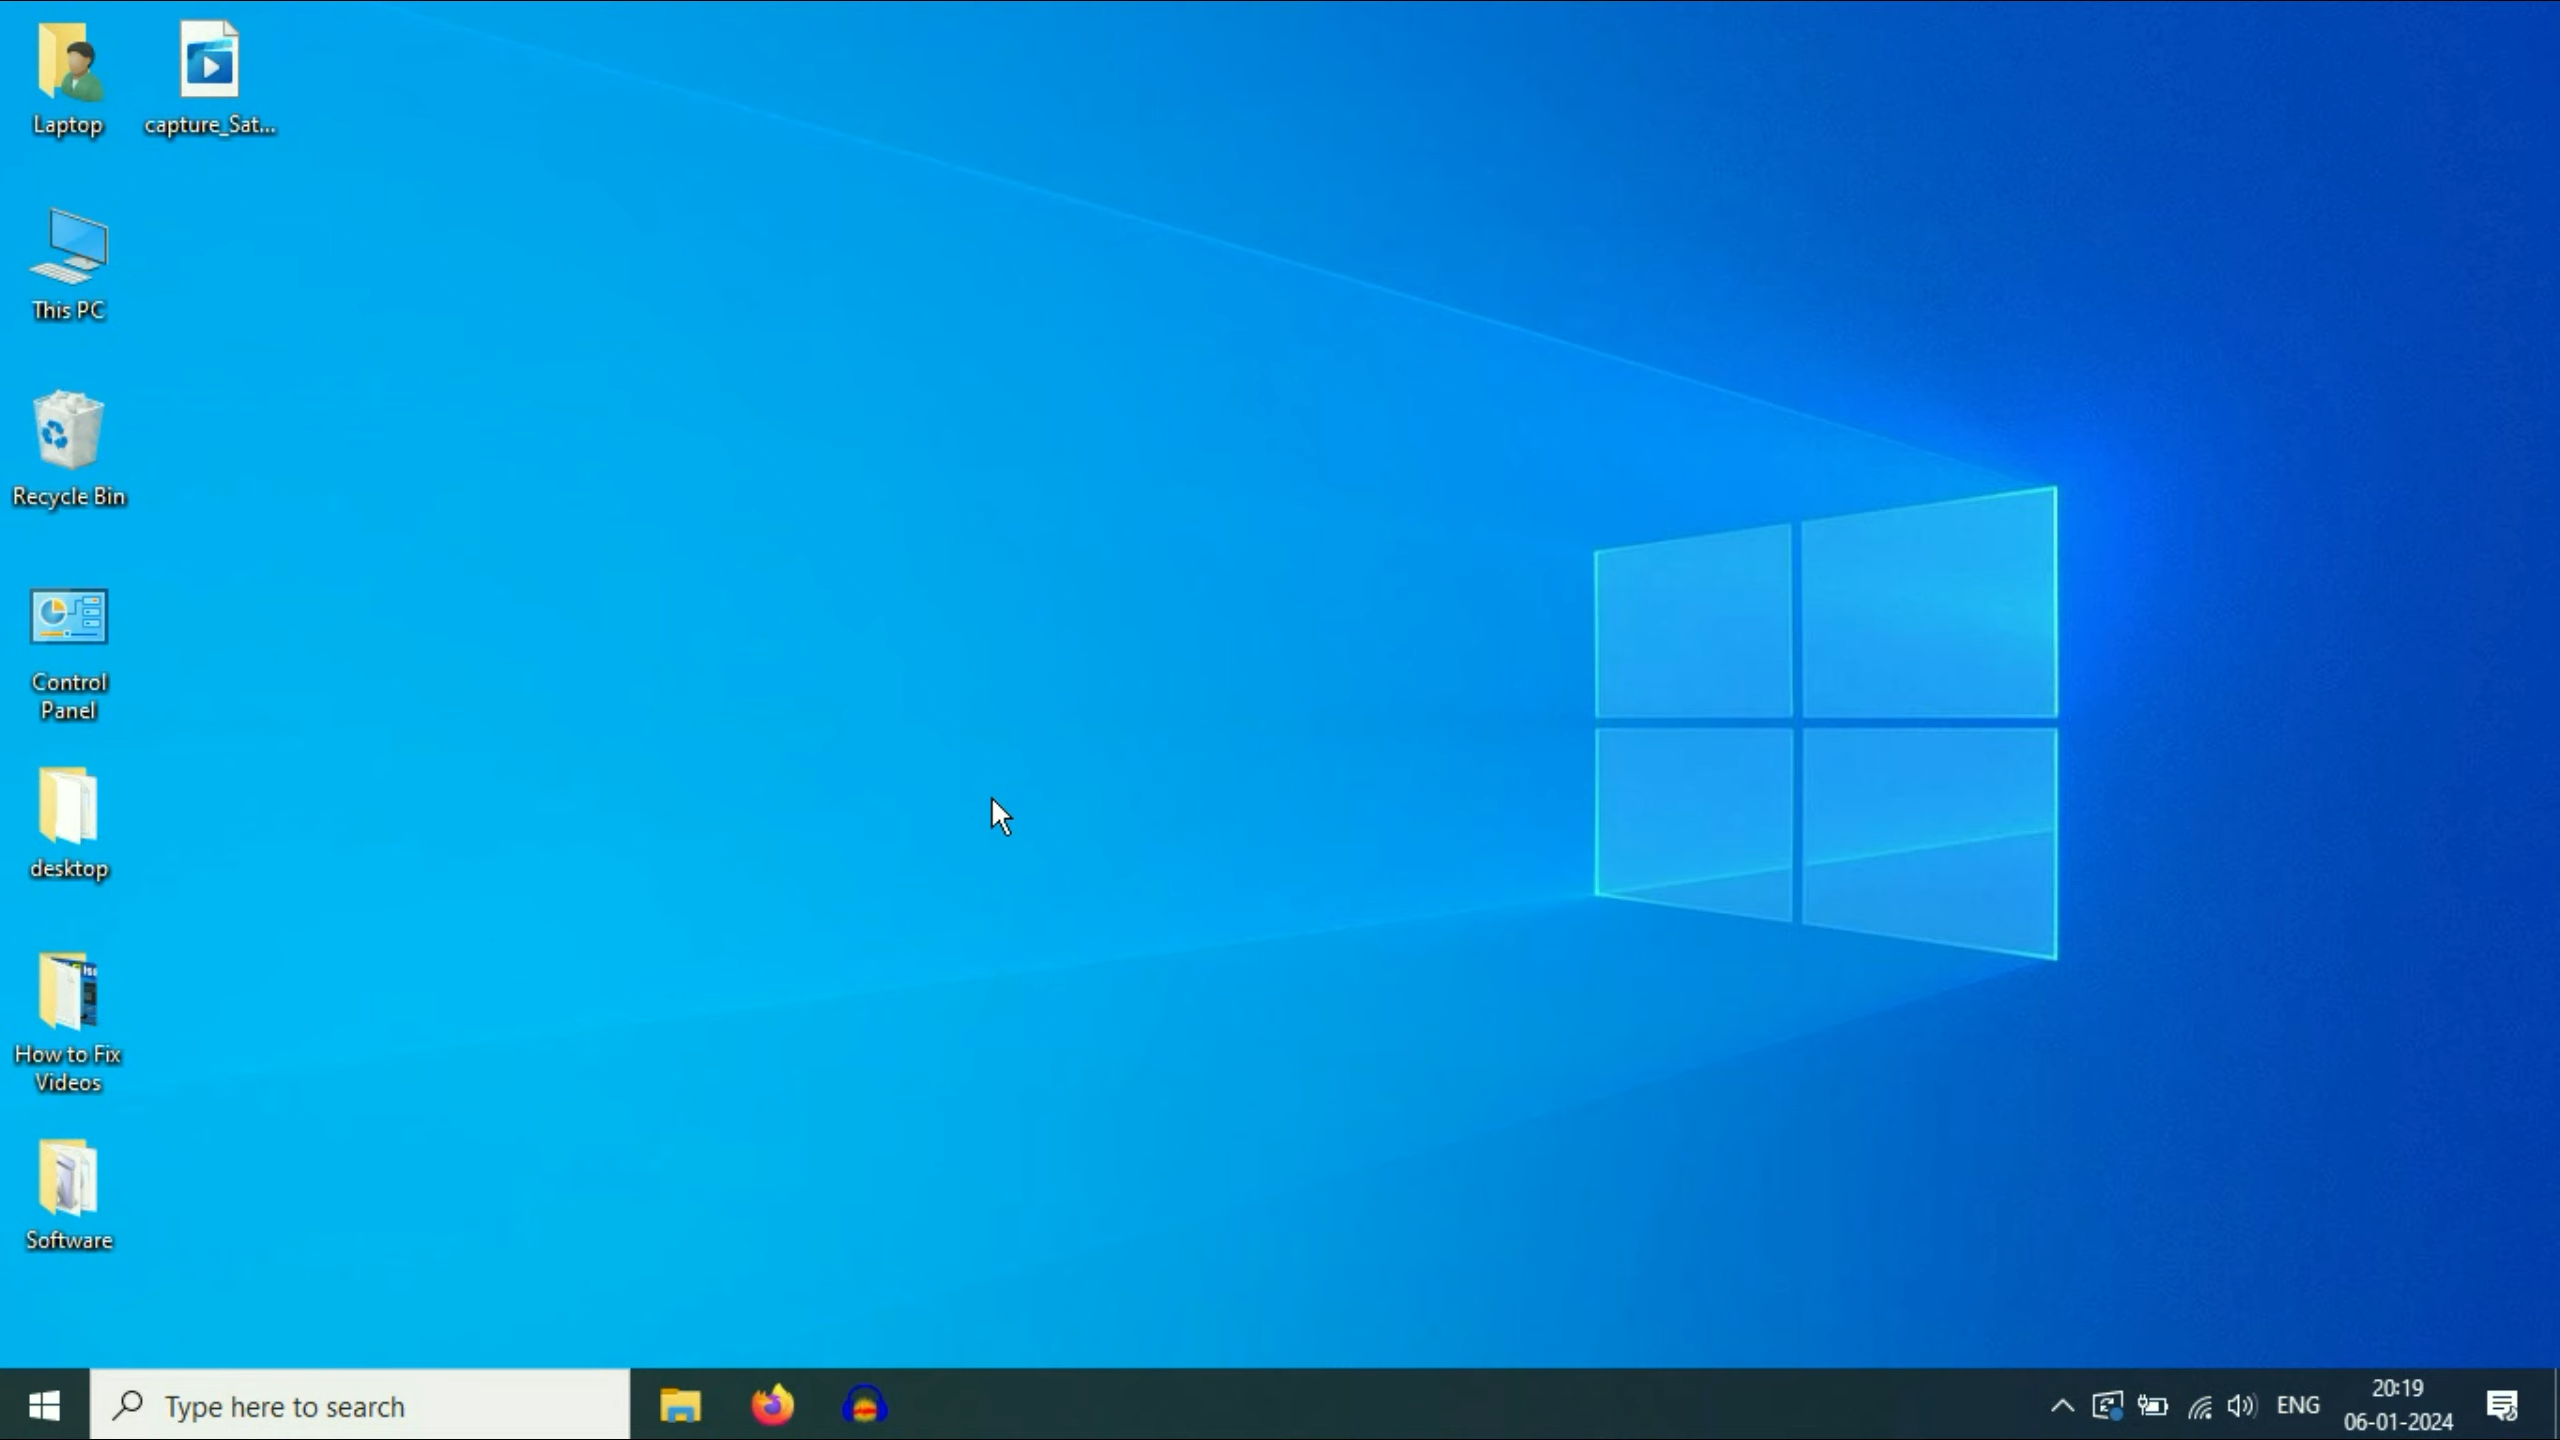 Laptop
capture_Sat...
This PC
Recycle Bin
Control
Panel
desktop
How to Fix
Videos
Software
Type here to search
ENG
20:19
06-01-2024